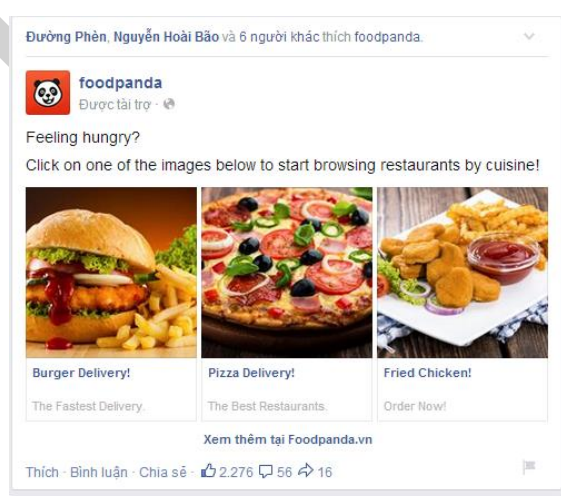 Đường Phèn, Nguyễn Hoài Bão và 6 người khác thích foodpanda.
foodpanda
Được tài trợ ·
Feeling hungry?
Click on one of the images below to start browsing restaurants by cuisine!
Burger Delivery!
The Fastest Delivery.
Pizza Delivery!
The Best Restaurants.
Fried Chicken!
Order Now!
Xem thêm tại Foodpanda.vn
Thích · Bình luận · Chia sẻ · 2.276 56 16